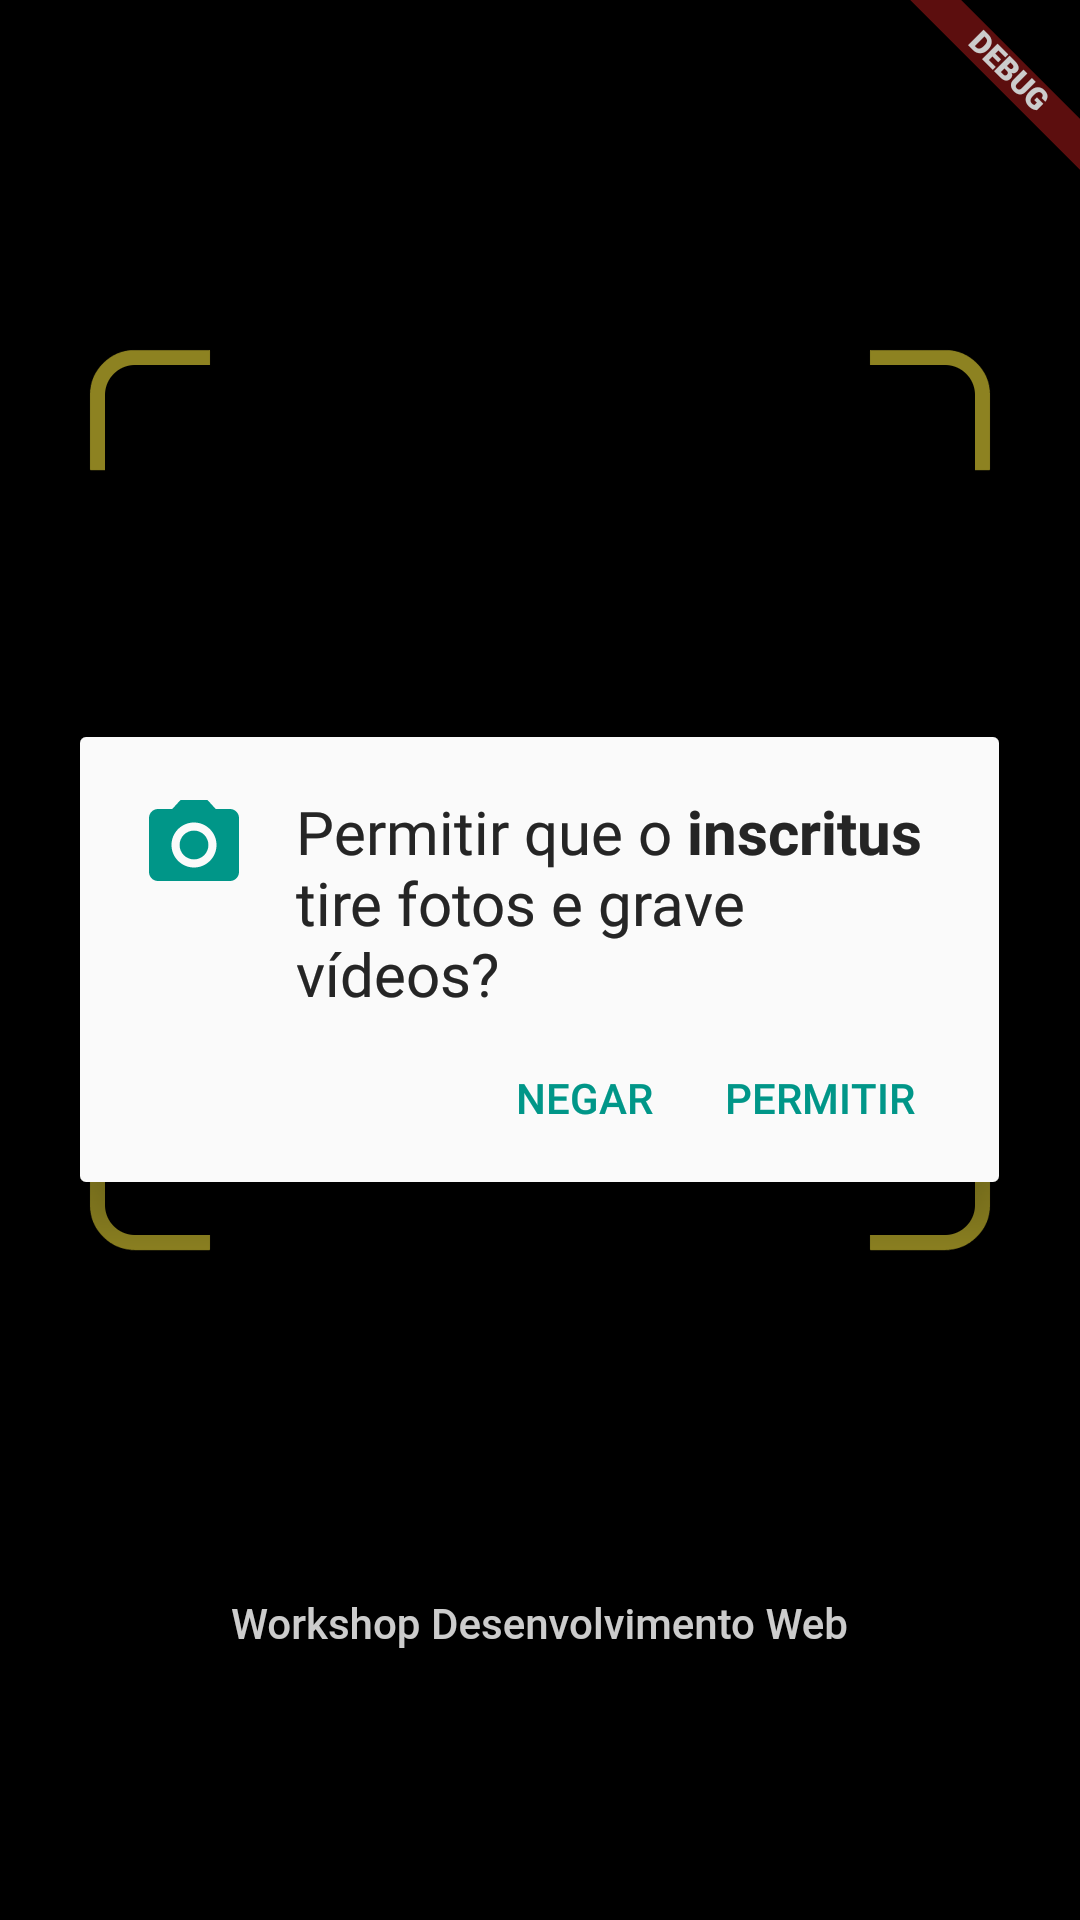 DEBUG
Permitir que o inscritus
tire fotos e grave
vídeos?
NEGAR PERMITIR
Workshop Desenvolvimento Web